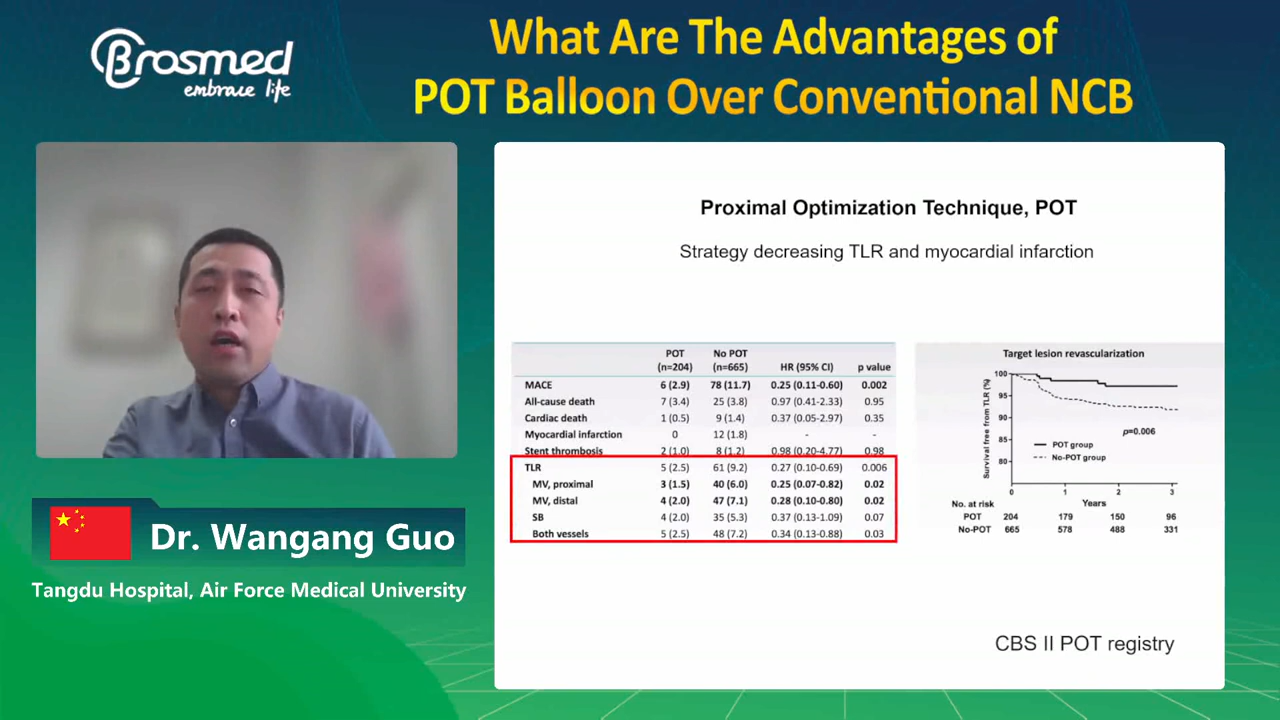 Brosmed
embrace life
What Are The Advantages of
POT Balloon Over Conventional NCB
Dr. Wangang Guo
Tangdu Hospital, Air Force Medical University
Proximal Optimization Technique, POT
Strategy decreasing TLR and myocardial infarction
POT No POT
(n=204) (n=665) HR (95% CI) p value
MACE 6 (2.9) 78 (11.7) 0.25 (0.11-0.60) 0.002
All-cause death 7 (3.4) 25 (3.8) 0.97 (0.41-2.33) 0.95
Cardiac death 1 (0.5) 9 (1.4) 0.37 (0.05-2.97) 0.35
Myocardial infarction 0 12 (1.8) - -
Stent thrombosis 2 (1.0) 8 (1.2) 0.98 (0.20-4.77) 0.98
TLR 5 (2.5) 61 (9.2) 0.27 (0.10-0.69) 0.006
MV, proximal 3 (1.5) 40 (6.0) 0.25 (0.07-0.82) 0.02
MV, distal 4 (2.0) 47 (7.1) 0.28 (0.10-0.80) 0.02
SB 4 (2.0) 35 (5.3) 0.37 (0.13-1.09) 0.07
Both vessels 5 (2.5) 48 (7.2) 0.34 (0.13-0.88) 0.03
Target lesion revascularization
Survival free from TLR (%)
100
95
90
85
80
p=0.006
POT group
No-POT group
0 1 2 3
No. at risk Years
POT 204 179 150 96
No-POT 665 578 488 331
CBS II POT registry